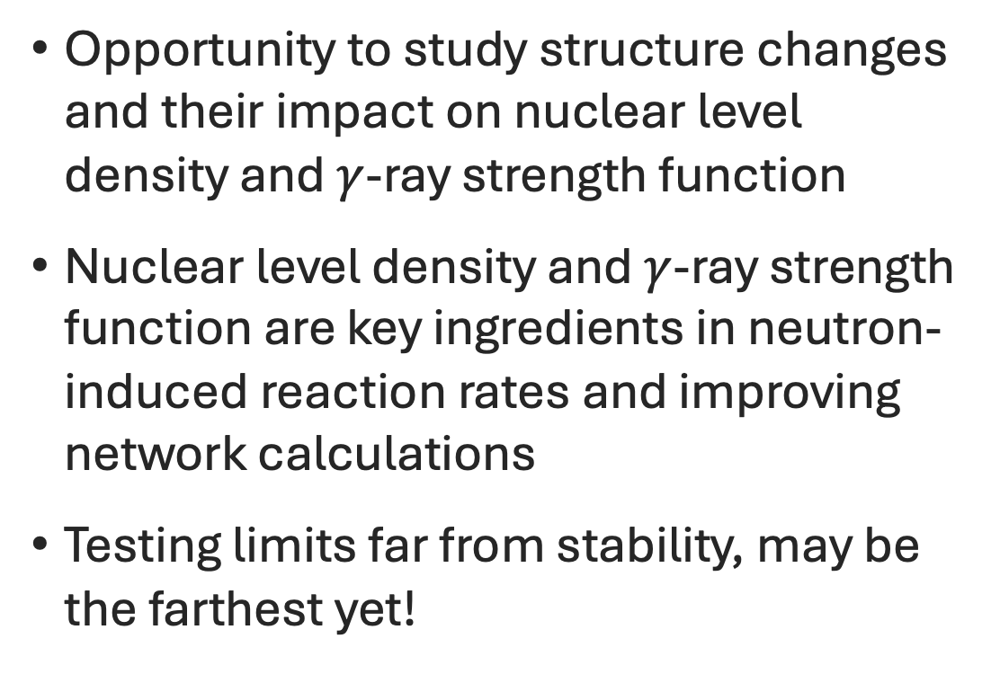 • Opportunity to study structure changes
and their impact on nuclear level
density and γ-ray strength function
• Nuclear level density and γ-ray strength
function are key ingredients in neutron-
induced reaction rates and improving
network calculations
• Testing limits far from stability, may be
the farthest yet!